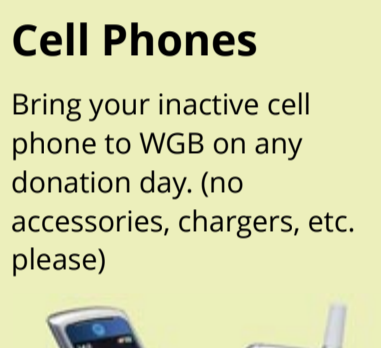 Cell Phones
Bring your inactive cell
phone to WGB on any
donation day. (no
accessories, chargers, etc.
please)